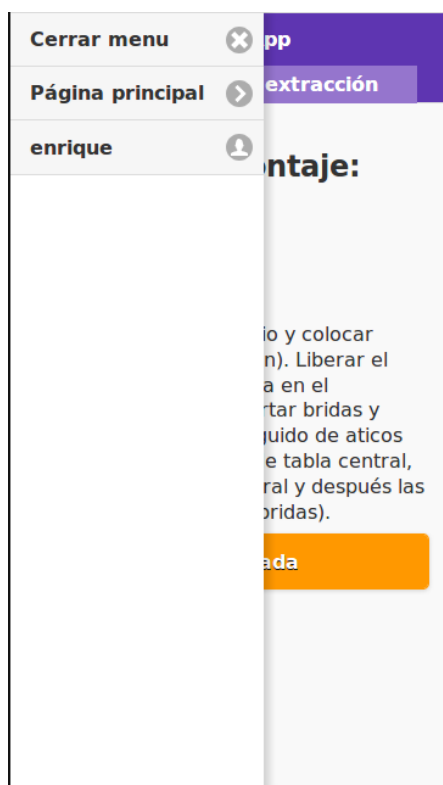 Cerrar menu
Página principal
enrique
pp
extracción
ntaje:
io y colocar
n). Liberar el
a en el
rtar bridas y
guido de aticos
e tabla central,
ral y después las
bridas).
ada